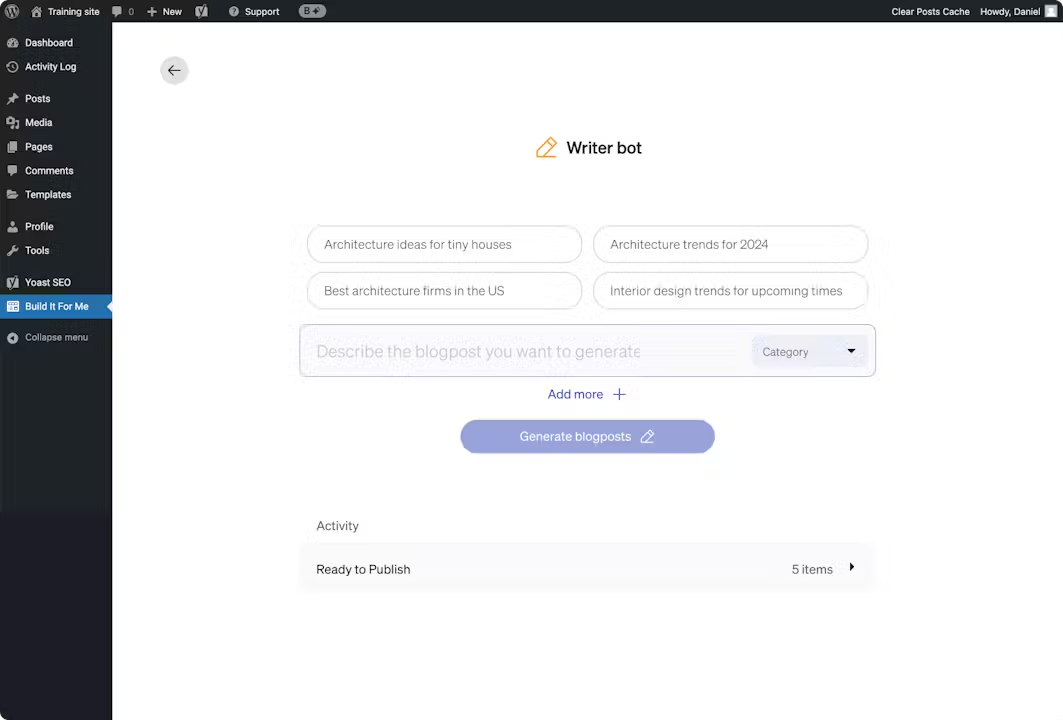 Training site 0 New Support B Clear Posts Cache Howdy, Daniel
Dashboard
Activity Log
Posts
Media
Pages
Comments
Templates
Profile
Tools
Yoast SEO
Build It For Me
Collapse menu
Writer bot
Architecture ideas for tiny houses
Architecture trends for 2024
Best architecture firms in the US
Interior design trends for upcoming times
Describe the blogpost you want to generate
Category
Add more
Generate blogposts
Activity
Ready to Publish 5 items